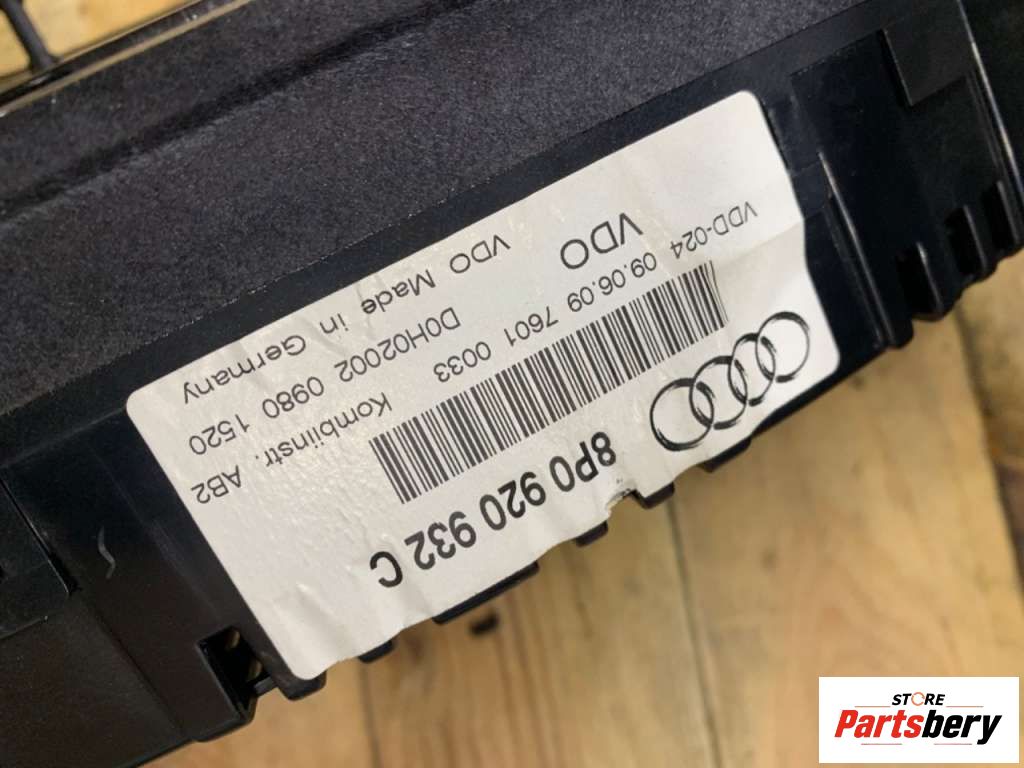 8P0 920 932 C
VDD-024 09.06.09 7601 0033
Kombiinstr. AB2
VDO D0H02002 0980 1520
VDO Made in Germany
STORE
Partsbery